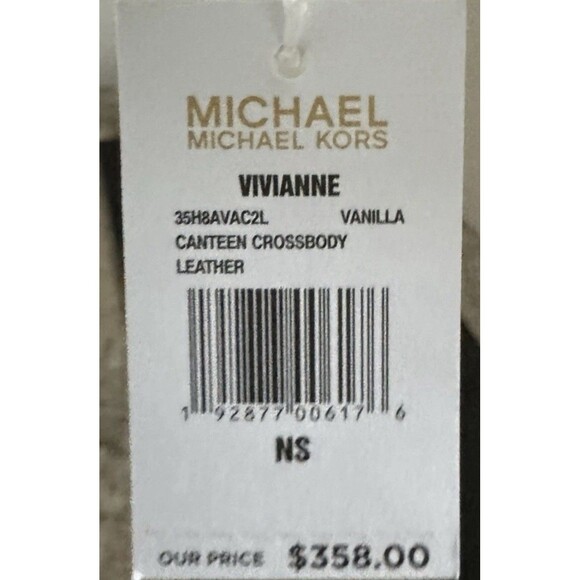 MICHAEL
MICHAEL KORS
VIVIANNE
35H8AVAC2L VANILLA
CANTEEN CROSSBODY
LEATHER
1 92877 00617 6
NS
OUR PRICE $358.00